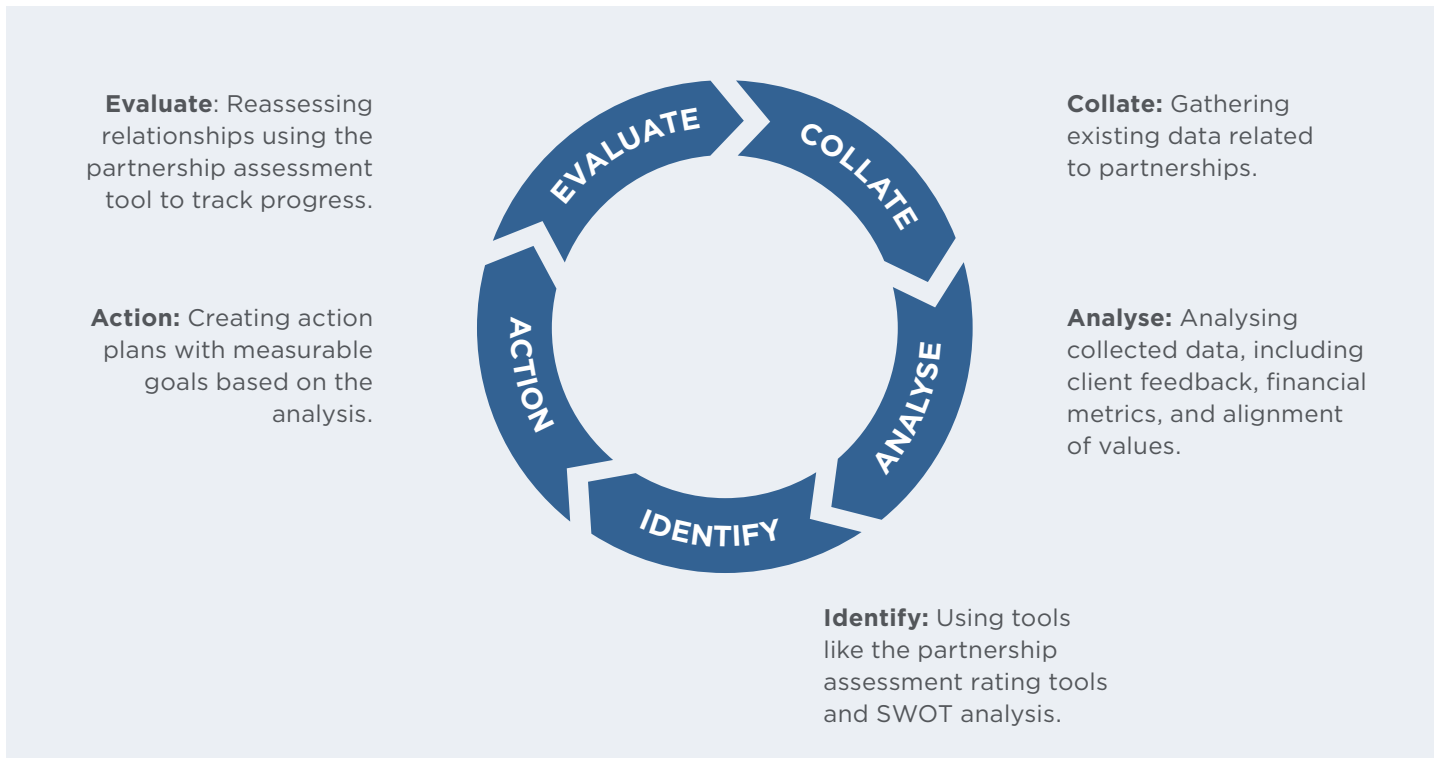 EVALUATE
COLLATE
ANALYSE
IDENTIFY
ACTION
Collate: Gathering
existing data related
to partnerships.
Analyse: Analysing
collected data, including
client feedback, financial
metrics, and alignment
of values.
Identify: Using tools
like the partnership
assessment rating tools
and SWOT analysis.
Action: Creating action
plans with measurable
goals based on the
analysis.
Evaluate: Reassessing
relationships using the
partnership assessment
tool to track progress.